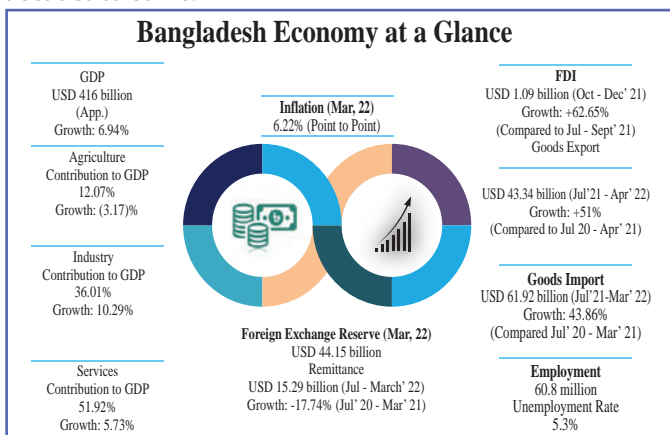 Bangladesh Economy at a Glance
GDP
USD 416 billion
(App.)
Growth: 6.94%
Agriculture
Contribution to GDP
12.07%
Growth: (3.17)%
Industry
Contribution to GDP
36.01%
Growth: 10.29%
Services
Contribution to GDP
51.92%
Growth: 5.73%
Inflation (Mar, 22)
6.22% (Point to Point)
Foreign Exchange Reserve (Mar, 22)
USD 44.15 billion
Remittance
USD 15.29 billion (Jul - March' 22)
Growth: -17.74% (Jul' 20 - Mar' 21)
FDI
USD 1.09 billion (Oct - Dec' 21)
Growth: +62.65%
(Compared to Jul - Sept' 21)
Goods Export
USD 43.34 billion (Jul'21 - Apr' 22)
Growth: +51%
(Compared to Jul 20 - Apr' 21)
Goods Import
USD 61.92 billion (Jul'21-Mar' 22)
Growth: 43.86%
(Compared Jul' 20 - Mar' 21)
Employment
60.8 million
Unemployment Rate
5.3%